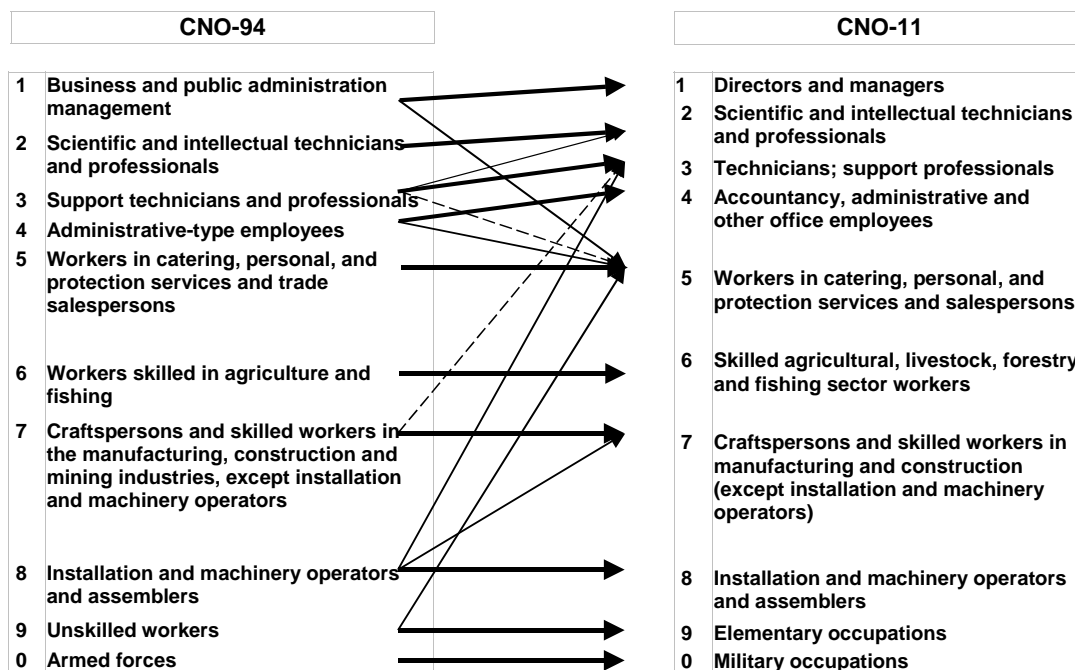 CNO-94
1 Business and public administration
management
2 Scientific and intellectual technicians
and professionals
3 Support technicians and professionals
4 Administrative-type employees
5 Workers in catering, personal, and
protection services and trade
salespersons
6 Workers skilled in agriculture and
fishing
7 Craftspersons and skilled workers in
the manufacturing, construction and
mining industries, except installation
and machinery operators
8 Installation and machinery operators
and assemblers
9 Unskilled workers
0 Armed forces
CNO-11
1 Directors and managers
2 Scientific and intellectual technicians
and professionals
3 Technicians; support professionals
4 Accountancy, administrative and
other office employees
5 Workers in catering, personal, and
protection services and salespersons
6 Skilled agricultural, livestock, forestry
and fishing sector workers
7 Craftspersons and skilled workers in
manufacturing and construction
(except installation and machinery
operators)
8 Installation and machinery operators
and assemblers
9 Elementary occupations
0 Military occupations